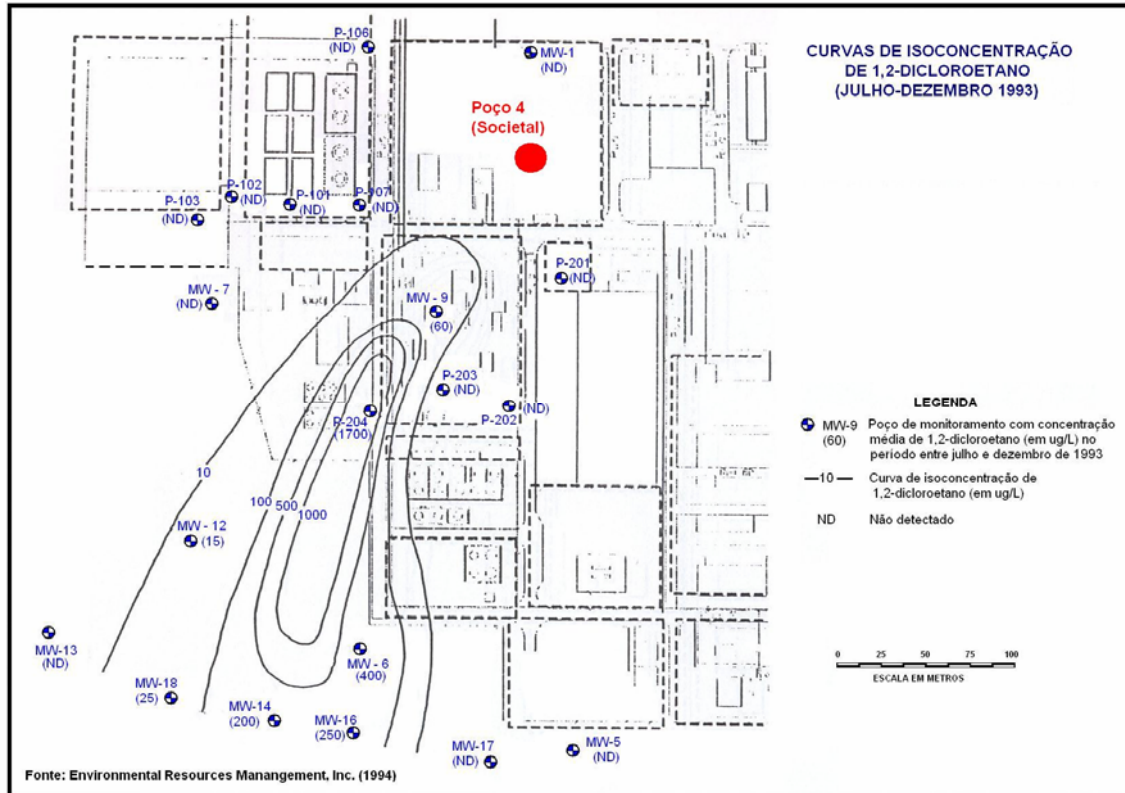 CURVAS DE ISOCONCENTRAÇÃO
DE 1,2-DICLOROETANO
(JULHO-DEZEMBRO 1993)
P-106
(ND)
MW-1
(ND)
Poço 4
(Societal)
P-102
(ND)
P-103
(ND)
P-101
(ND)
P-107
(ND)
P-201
(ND)
MW - 7
(ND)
MW - 9
(60)
P-203
(ND)
P-202
(ND)
P-204
(1700)
10
100
500
1000
MW - 12
(15)
MW-13
(ND)
MW - 6
(400)
MW-18
(25)
MW-14
(200)
MW-16
(250)
MW-17
(ND)
MW-5
(ND)
LEGENDA
MW-9
(60)
Poço de monitoramento com concentração
média de 1,2-dicloroetano (em ug/L) no
período entre julho e dezembro de 1993
10
Curva de isoconcentração de
1,2-dicloroetano (em ug/L)
ND
Não detectado
0 25 50 75 100
ESCALA EM METROS
Fonte: Environmental Resources Manangement, Inc. (1994)